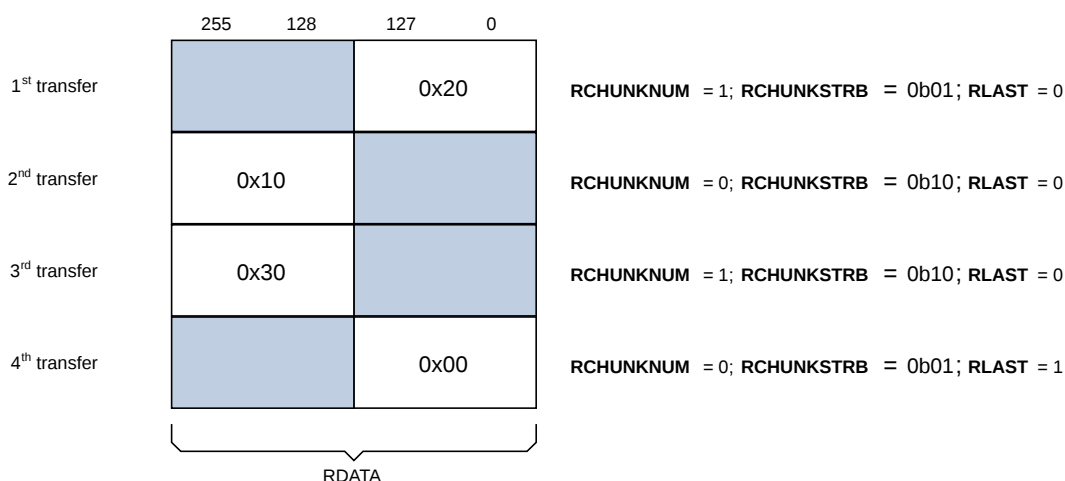 255 128 127 0
1st transfer 0x20 RCHUNKNUM = 1; RCHUNKSTRB = 0b01; RLAST = 0
2nd transfer 0x10 RCHUNKNUM = 0; RCHUNKSTRB = 0b10; RLAST = 0
3rd transfer 0x30 RCHUNKNUM = 1; RCHUNKSTRB = 0b10; RLAST = 0
4th transfer 0x00 RCHUNKNUM = 0; RCHUNKSTRB = 0b01; RLAST = 1
RDATA